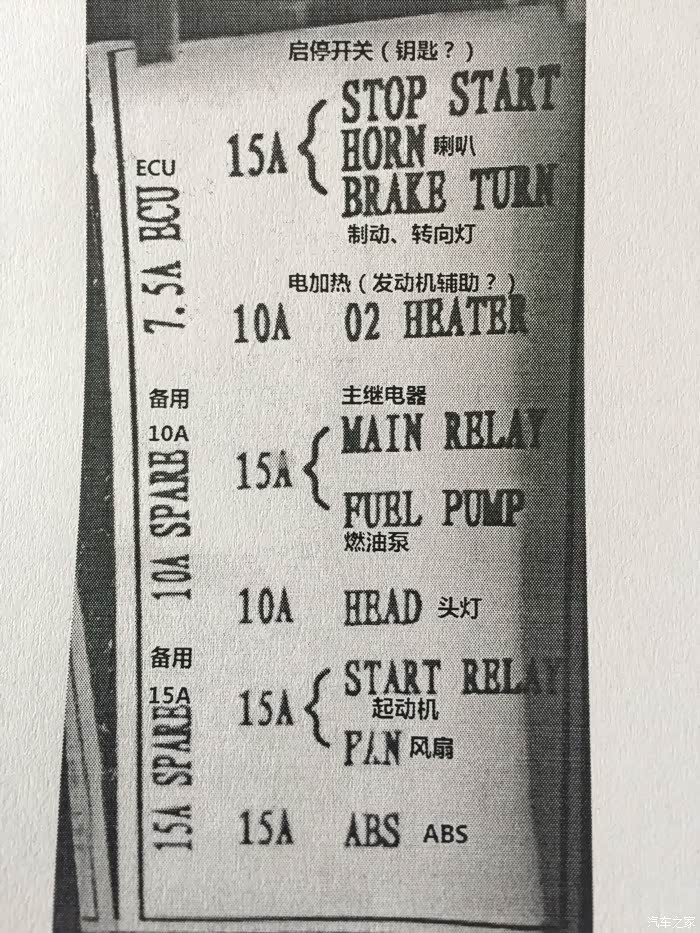 启停开关（钥匙？）
15A { STOP START
HORN 喇叭
BRAKE TURN
制动、转向灯
ECU
7.5A ECU
电加热（发动机辅助？）
10A O2 HEATER
备用
10A
10A SPARE
主继电器
15A { MAIN RELAY
FUEL PUMP
燃油泵
10A HEAD 头灯
备用
15A
15A SPARE
15A { START RELAY
起动机
FAN 风扇
15A ABS ABS
汽车之家